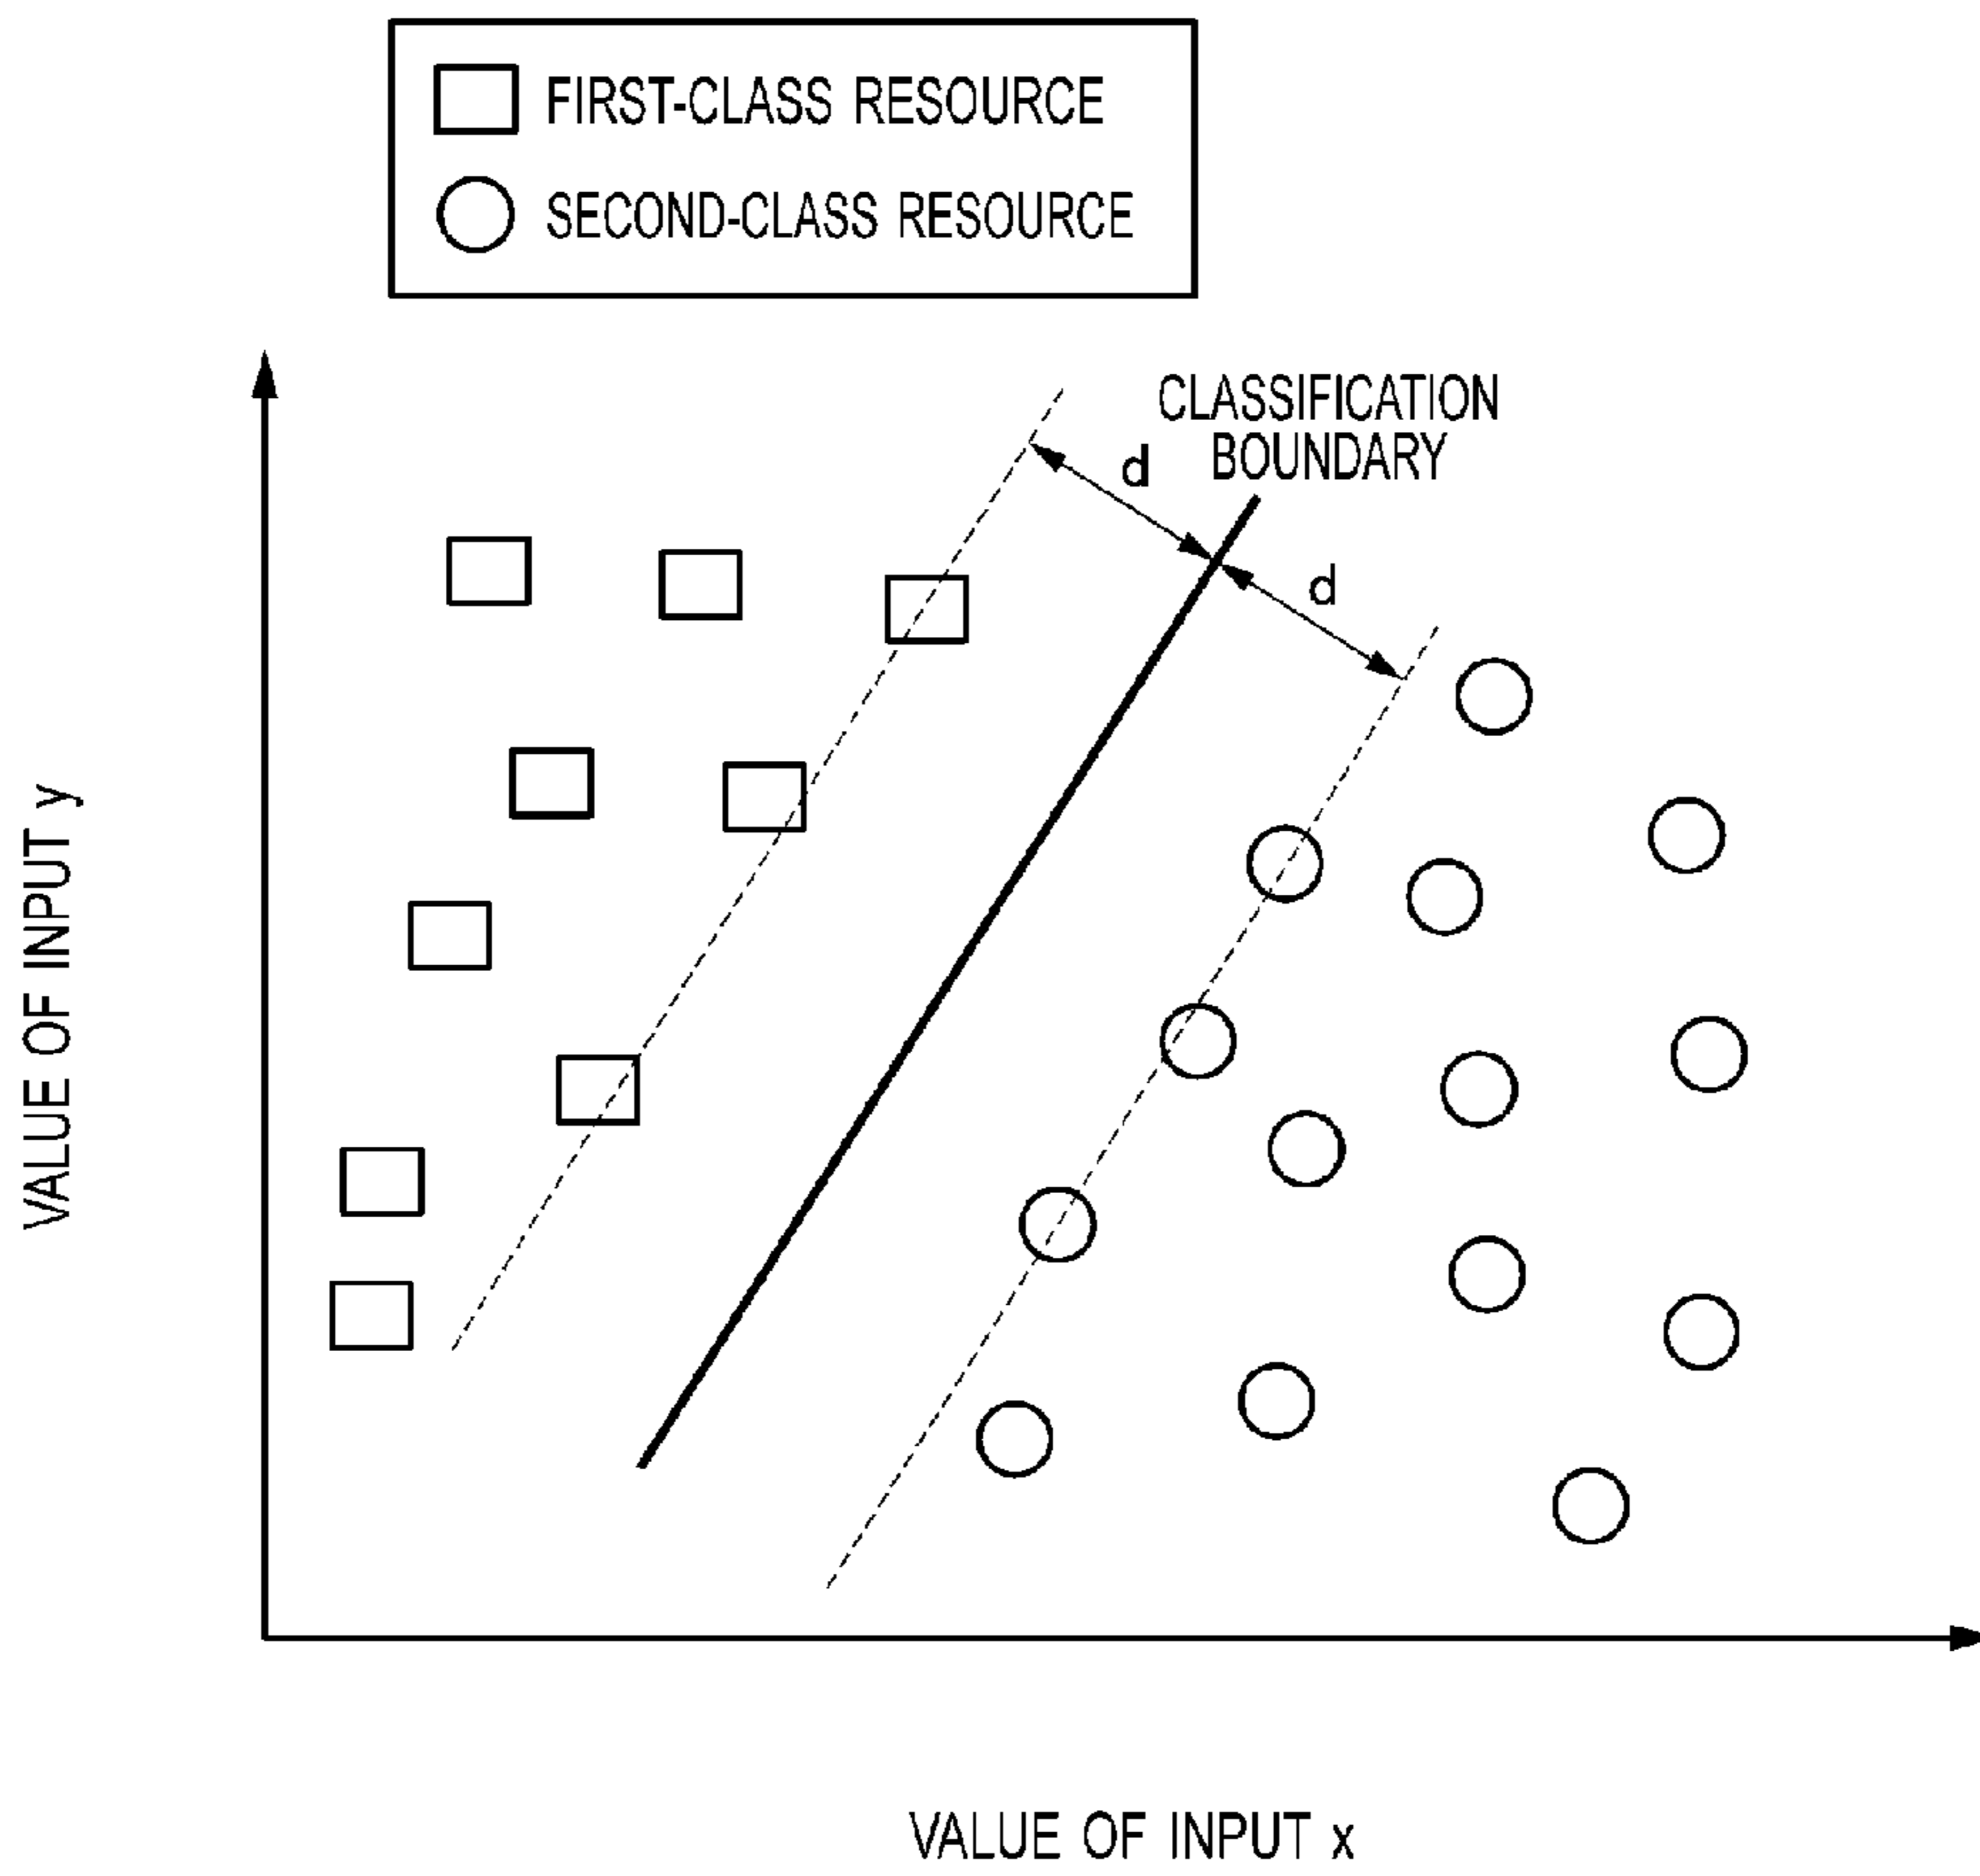 FIRST-CLASS RESOURCE
SECOND-CLASS RESOURCE
CLASSIFICATION
BOUNDARY
d
d
VALUE OF INPUT y
VALUE OF INPUT x